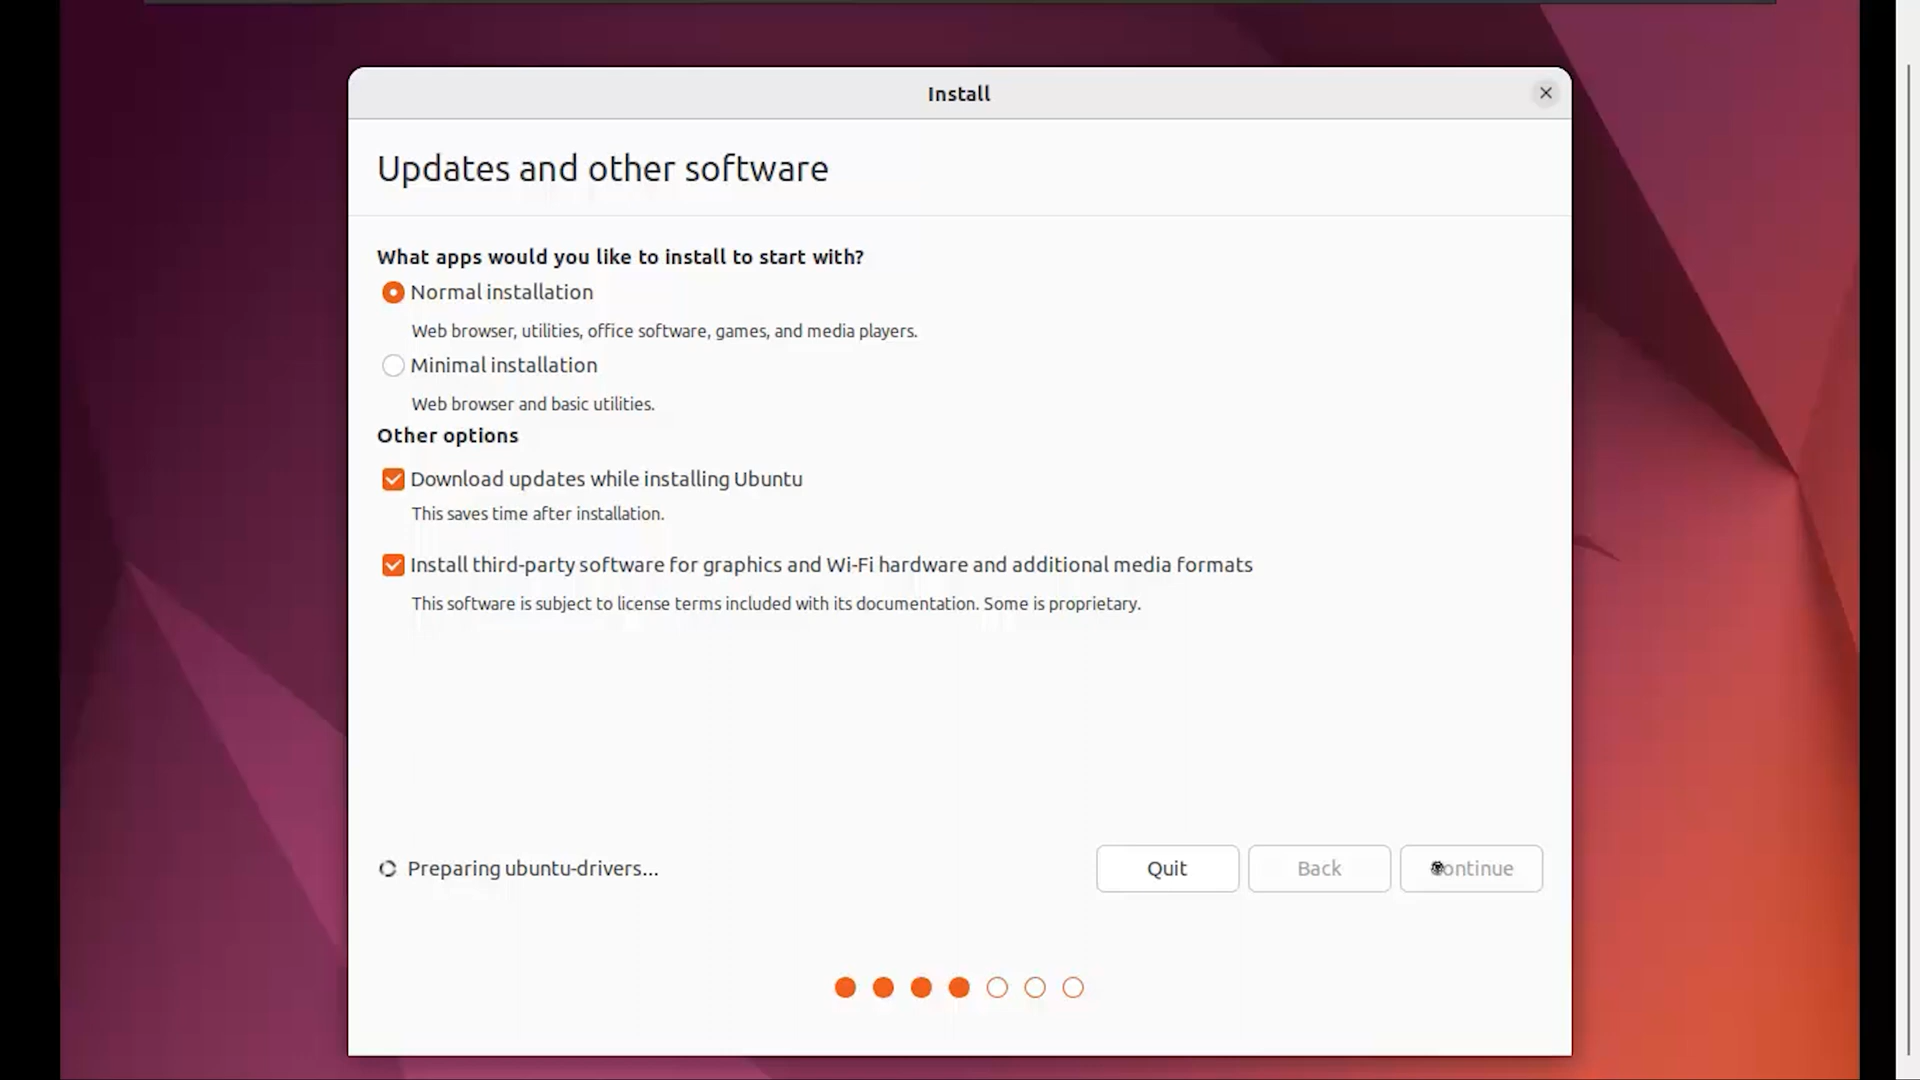 Install
Updates and other software
What apps would you like to install to start with?
Normal installation
Web browser, utilities, office software, games, and media players.
Minimal installation
Web browser and basic utilities.
Other options
Download updates while installing Ubuntu
This saves time after installation.
Install third-party software for graphics and Wi-Fi hardware and additional media formats
This software is subject to license terms included with its documentation. Some is proprietary.
Preparing ubuntu-drivers...
Quit
Back
Continue